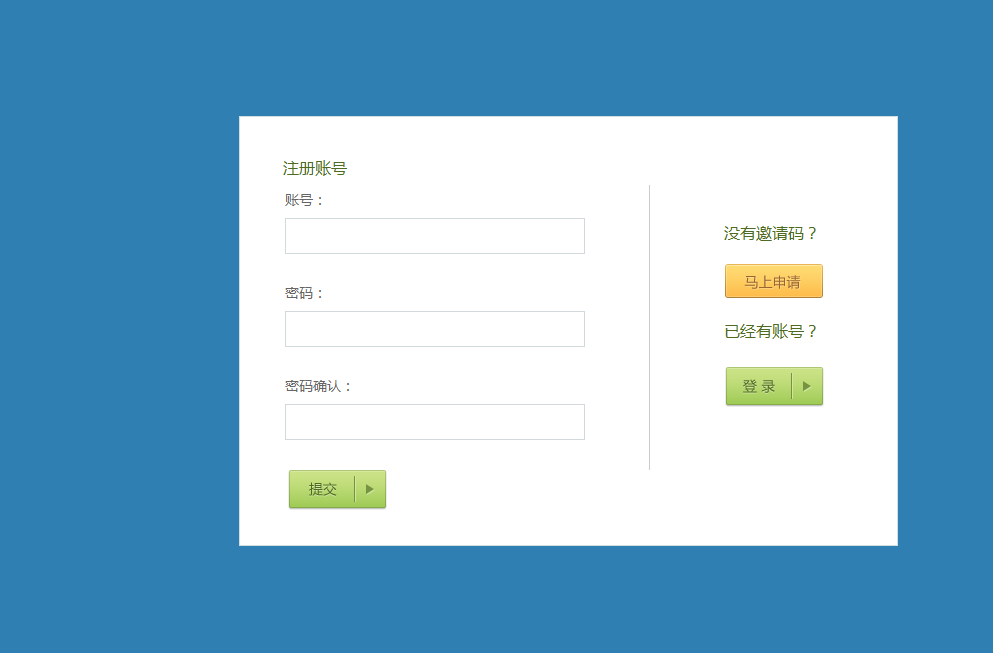 注册账号
账号：
密码：
密码确认：
提交
没有邀请码？
马上申请
已经有账号？
登 录